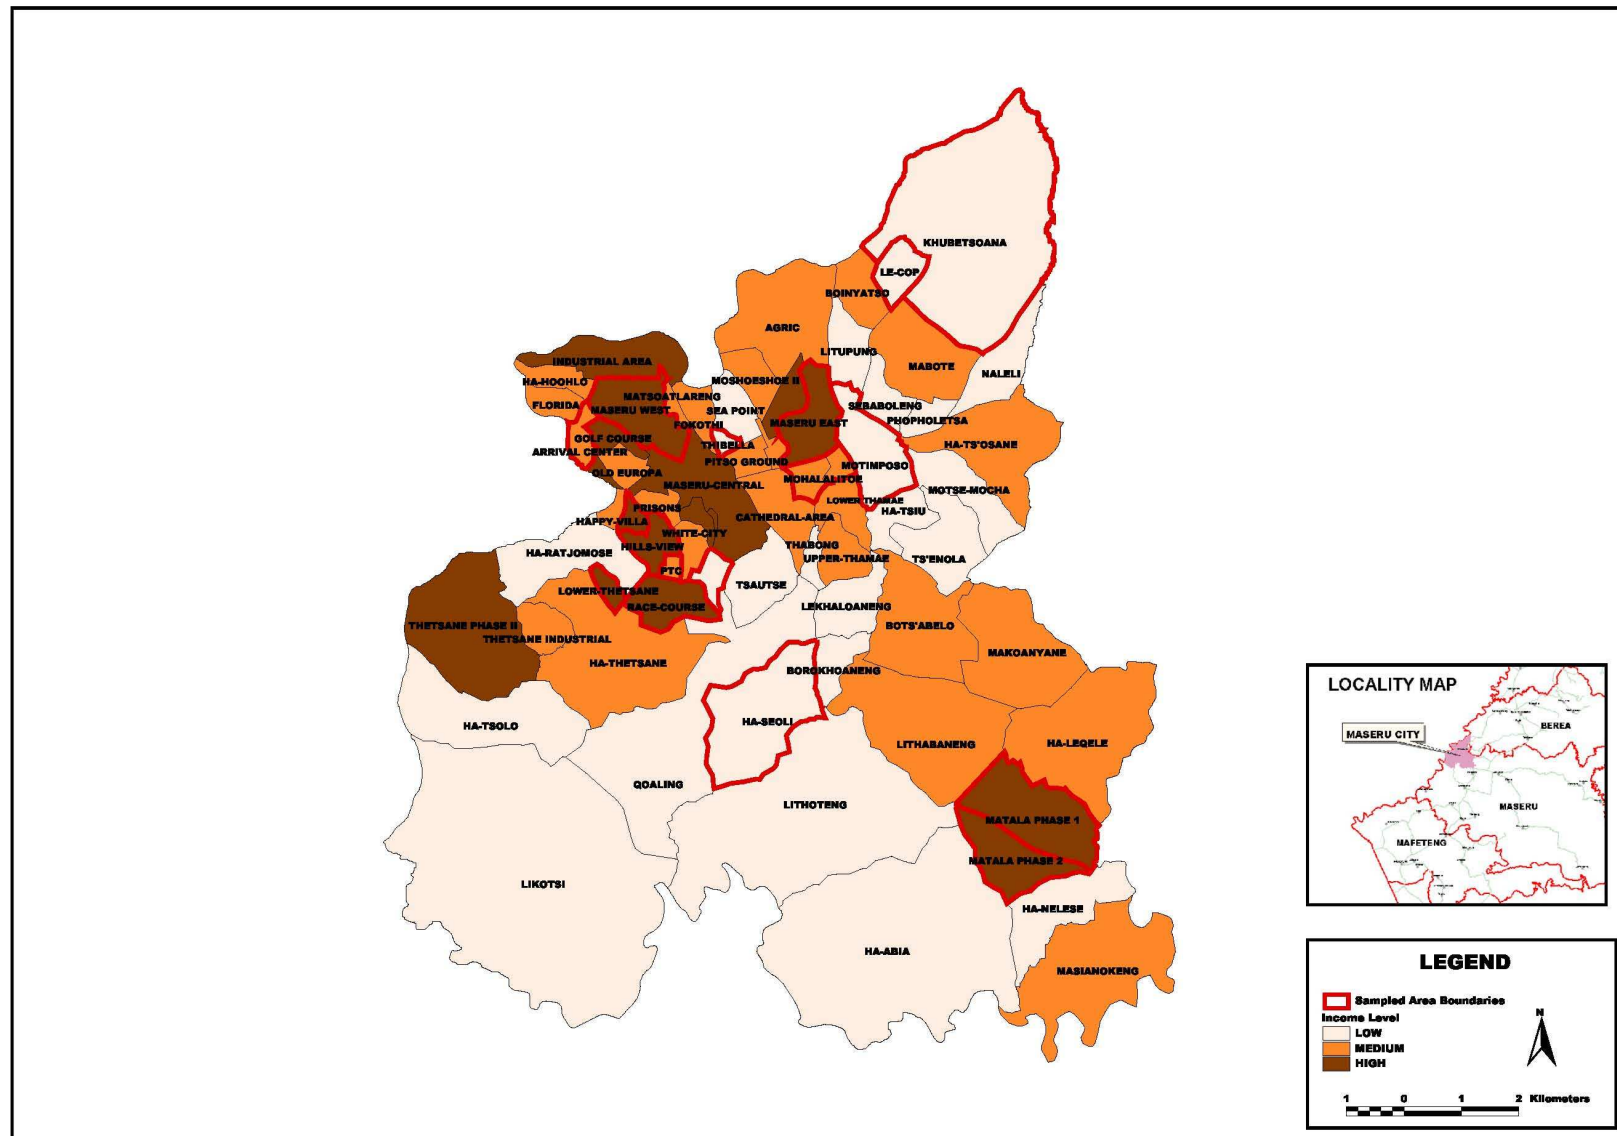 KHUBETSOANA
LE-COP
BOINYATSO
AGRIC
LITUPUNG
INDUSTRIAL AREA
MABOTE
NALELI
HA-HOOHLO
MOSHOESHOE II
MATSOATLARENG
FLORIDA
MASERU WEST
SEA POINT
SEBABOLENG
PHOPHOLETSA
FOKOTHI
MASERU EAST
GOLF COURSE
THIBELLA
HA-TS'OSANE
ARRIVAL CENTER
PITSO GROUND
MOTIMPOSO
OLD EUROPA
MASERU-CENTRAL
MOHALALITOE
MOTSE-MOCHA
LOWER THAMAE
PRISONS
HA-TSIU
HAPPY-VILLA
CATHEDRAL-AREA
WHITE-CITY
HILLS-VIEW
THABONG
HA-RATJOMOSE
UPPER-THAMAE
TS'ENOLA
PTC
TSAUTSE
LOWER-THETSANE
RACE-COURSE
LEKHALOANENG
THETSANE PHASE II
BOTS'ABELO
THETSANE INDUSTRIAL
MAKOANYANE
HA-THETSANE
BOROKHOANENG
HA-TSOLO
HA-SEOLI
LITHABANENG
HA-LEQELE
QOALING
LITHOTENG
MATALA PHASE 1
MATALA PHASE 2
LIKOTSI
HA-NELESE
HA-ABIA
MASIANOKENG
LOCALITY MAP
BEREA
MASERU CITY
MASERU
MAFETENG
LEGEND
Sampled Area Boundaries
Income Level
LOW
MEDIUM
HIGH
N
1 0 1 2 Kilometers